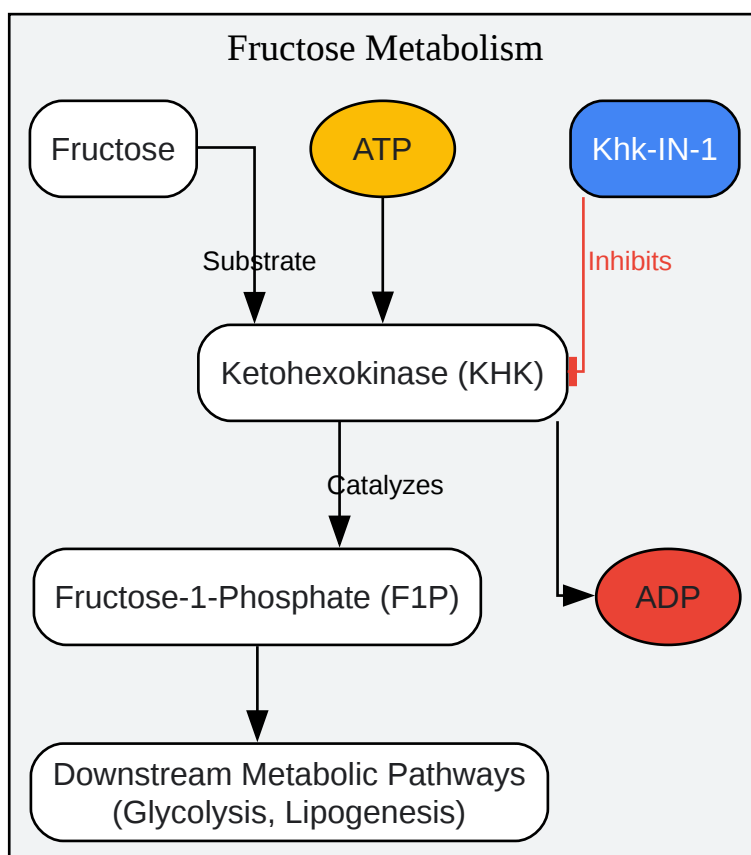 Fructose Metabolism
Fructose
ATP
Khk-IN-1
Substrate
Inhibits
Ketohexokinase (KHK)
Catalyzes
Fructose-1-Phosphate (F1P)
ADP
Downstream Metabolic Pathways
(Glycolysis, Lipogenesis)